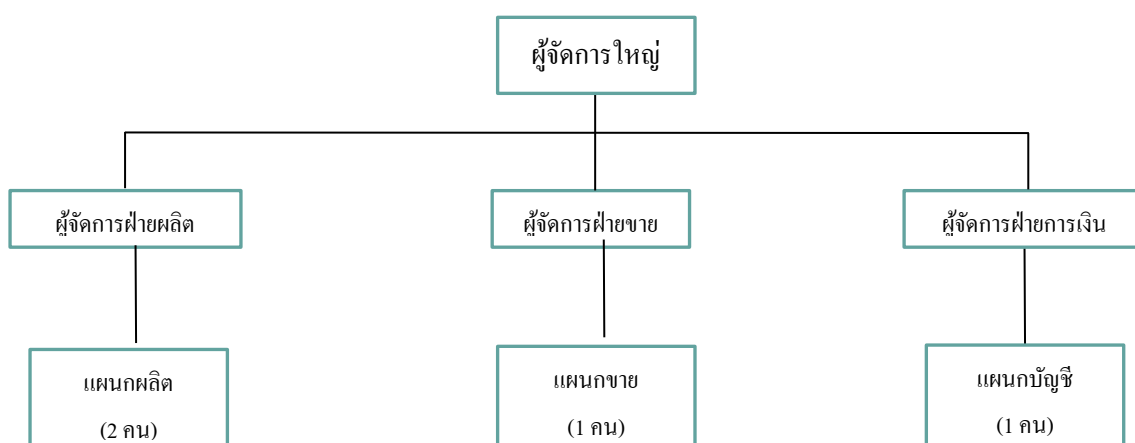 ผู้จัดการใหญ่
ผู้จัดการฝ่ายผลิต
ผู้จัดการฝ่ายขาย
ผู้จัดการฝ่ายการเงิน
แผนกผลิต
(2 คน)
แผนกขาย
(1 คน)
แผนกบัญชี
(1 คน)